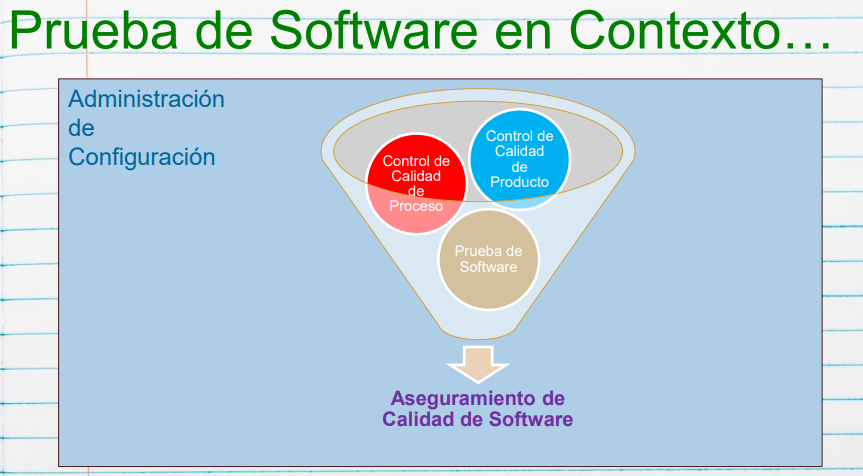 Prueba de Software en Contexto…
Administración
de
Configuración
Control de
Calidad
de
Producto
Control de
Calidad
de
Proceso
Prueba de
Software
Aseguramiento de
Calidad de Software